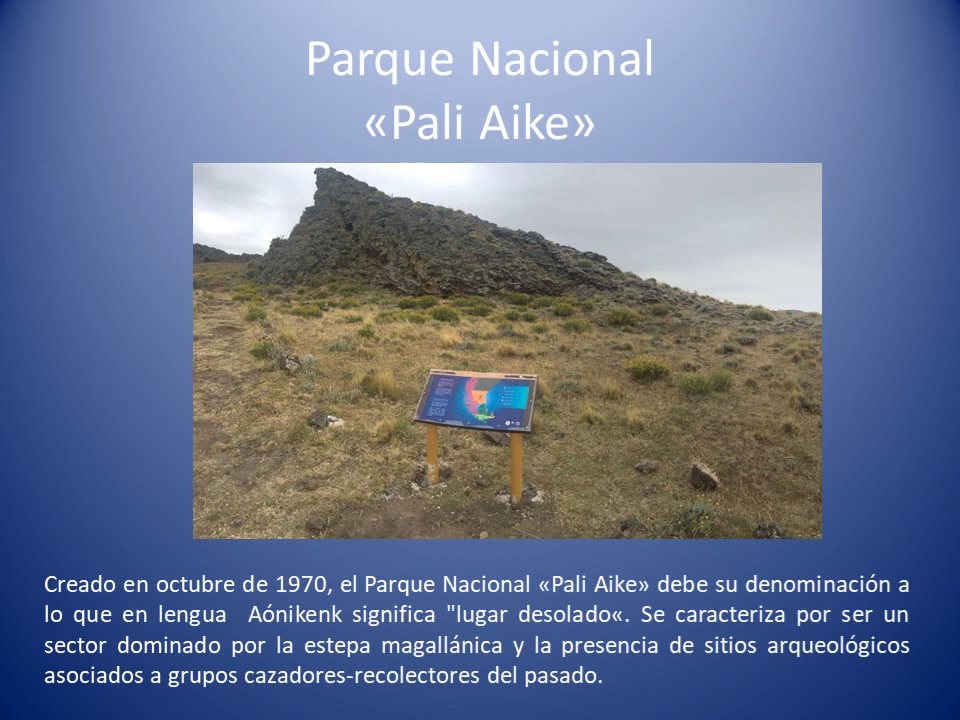 Parque Nacional
«Pali Aike»
Creado en octubre de 1970, el Parque Nacional «Pali Aike» debe su denominación a
lo que en lengua  Aónikenk significa "lugar desolado«. Se caracteriza por ser un
sector dominado por la estepa magallánica y la presencia de sitios arqueológicos
asociados a grupos cazadores-recolectores del pasado.